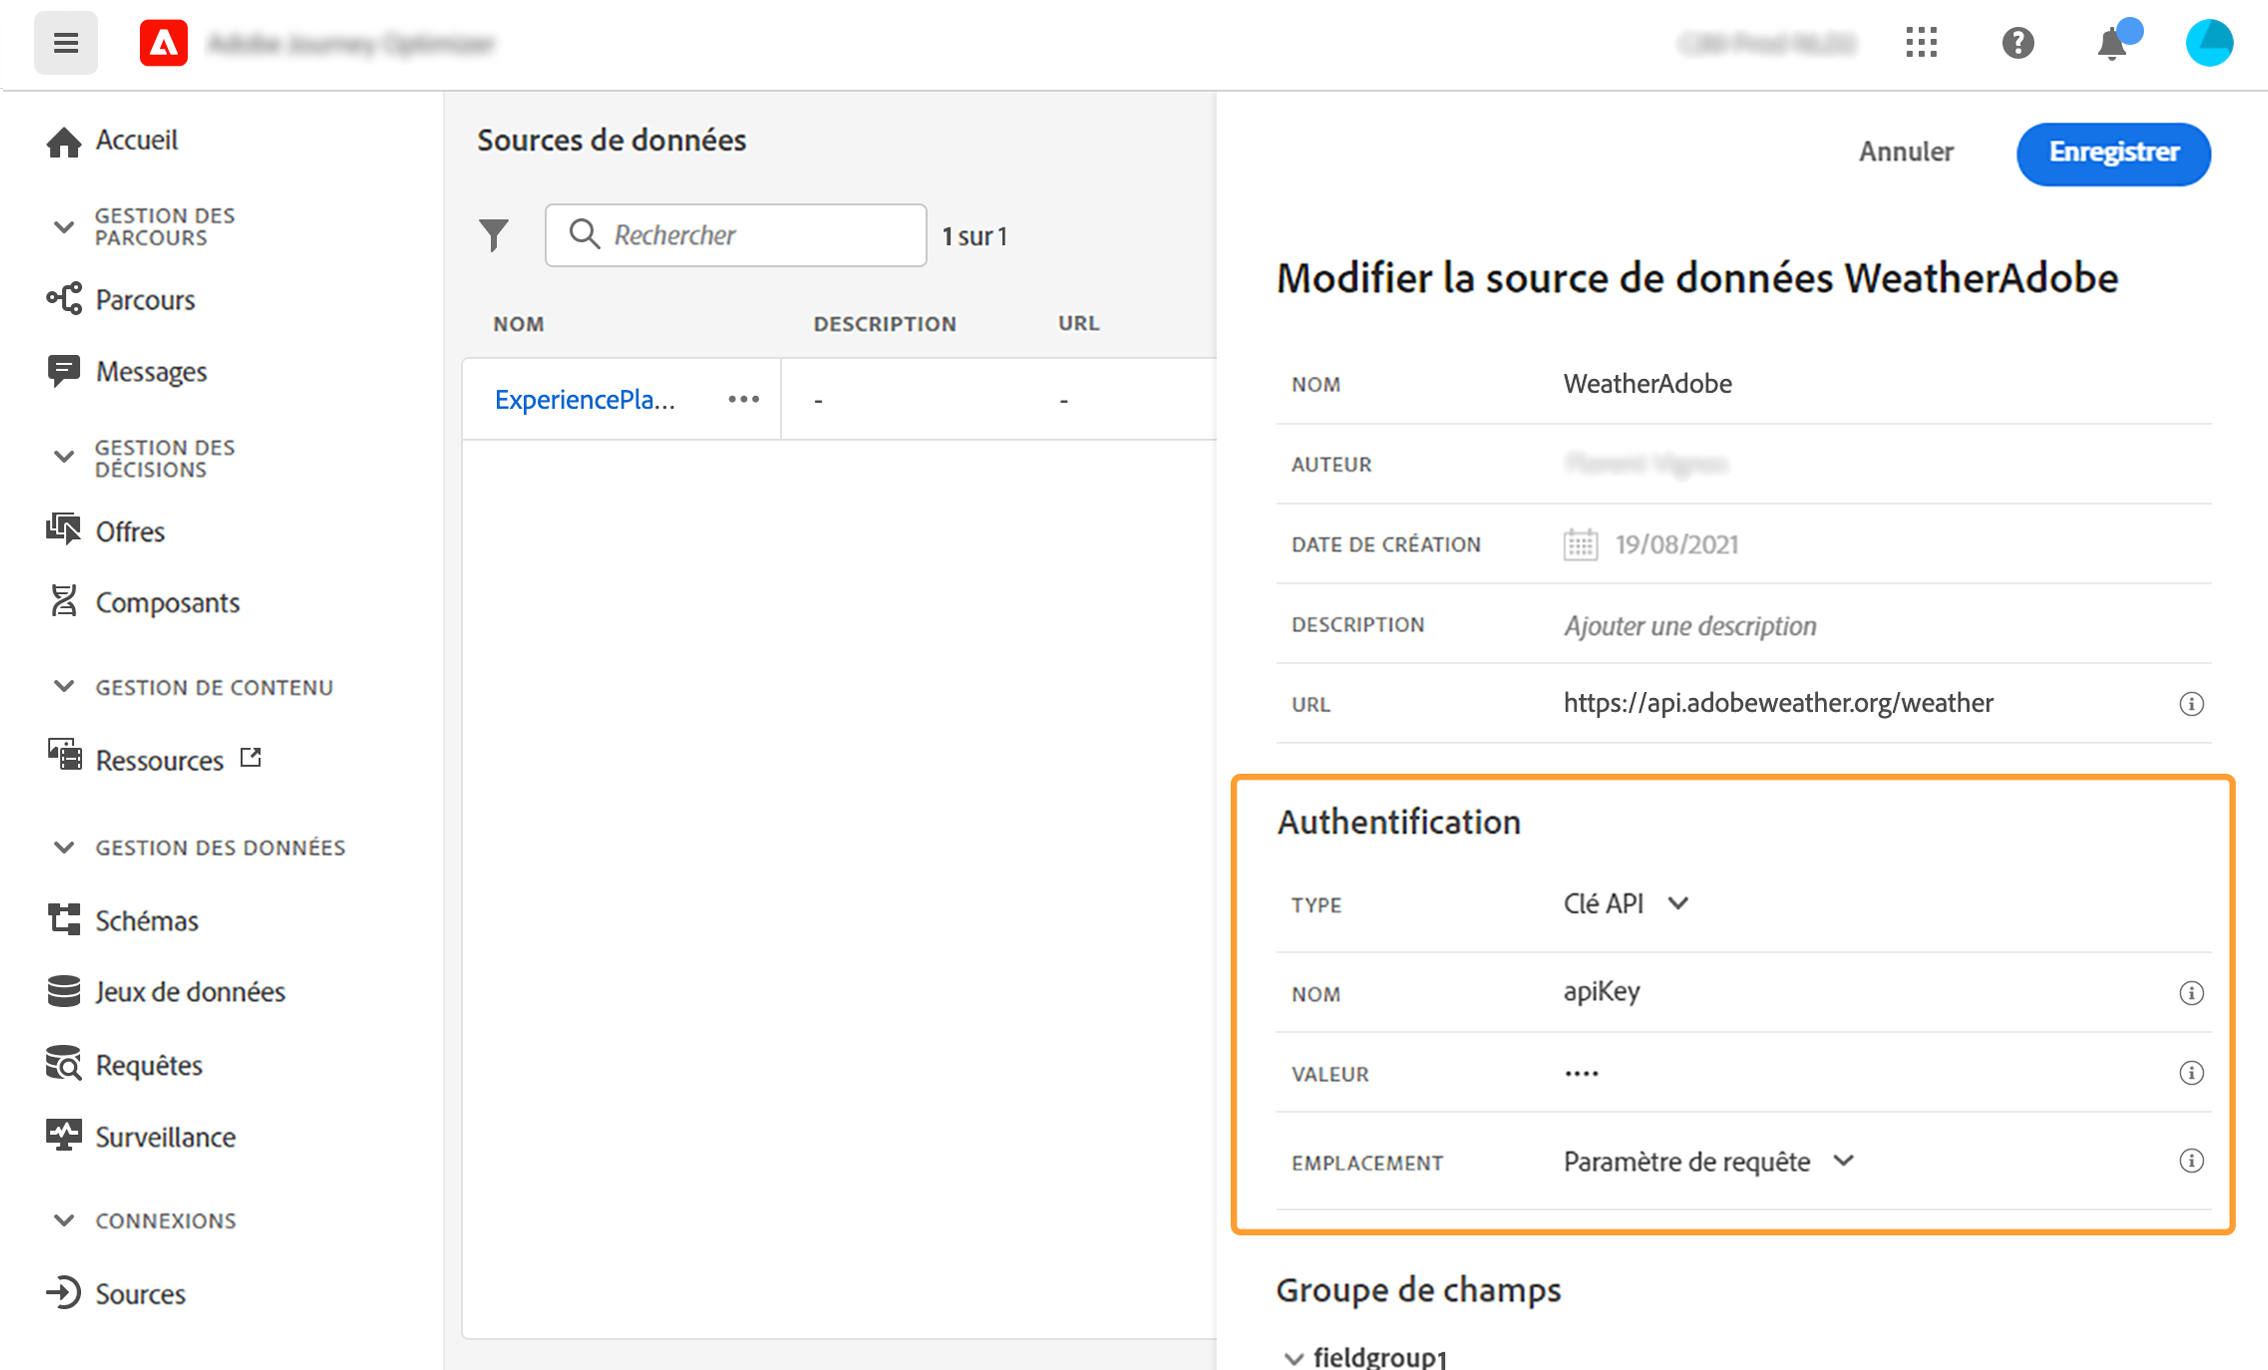 Accueil
GESTION DES
PARCOURS
Parcours
Messages
GESTION DES
DÉCISIONS
Offres
Composants
GESTION DE CONTENU
Ressources
GESTION DES DONNÉES
Schémas
Jeux de données
Requêtes
Surveillance
CONNEXIONS
Sources
Sources de données
Rechercher
1 sur 1
NOM DESCRIPTION URL
ExperiencePla... - -
Annuler
Enregistrer
Modifier la source de données WeatherAdobe
NOM WeatherAdobe
AUTEUR
DATE DE CRÉATION 19/08/2021
DESCRIPTION Ajouter une description
URL https://api.adobeweather.org/weather
Authentification
TYPE Clé API
NOM apiKey
VALEUR ····
EMPLACEMENT Paramètre de requête
Groupe de champs
fieldgroup1